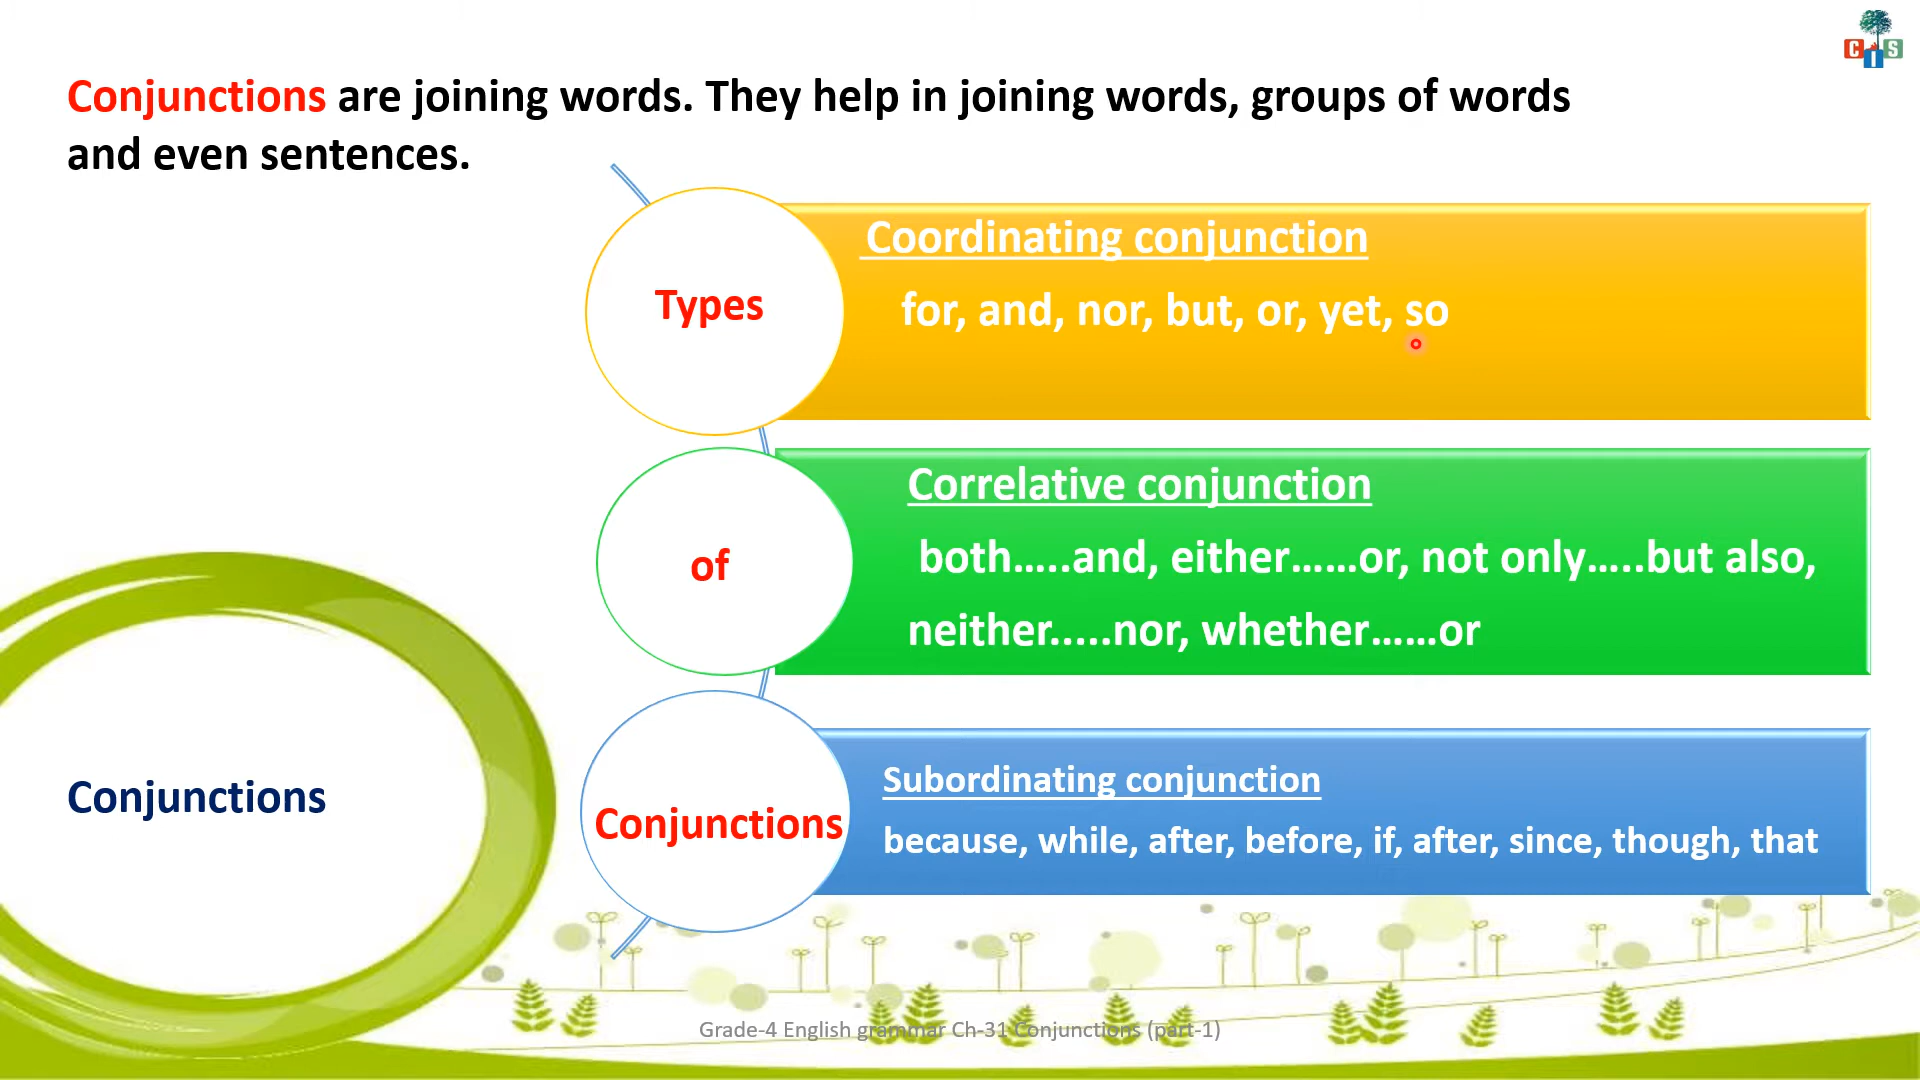 C I S
Conjunctions are joining words. They help in joining words, groups of words
and even sentences.
Types
Coordinating conjunction
for, and, nor, but, or, yet, so
of
Correlative conjunction
both.....and, either......or, not only.....but also,
neither.....nor, whether......or
Conjunctions
Conjunctions
Subordinating conjunction
because, while, after, before, if, after, since, though, that
Grade-4 English grammar Ch-31 Conjunctions (part-1)